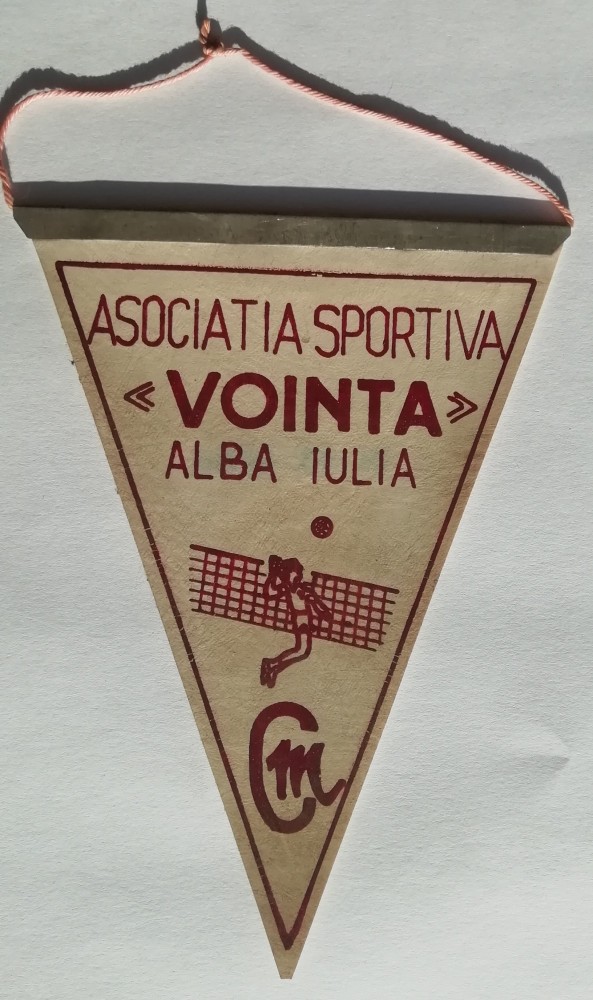 ASOCIATIA SPORTIVA
« VOINTA »
ALBA IULIA
Cm